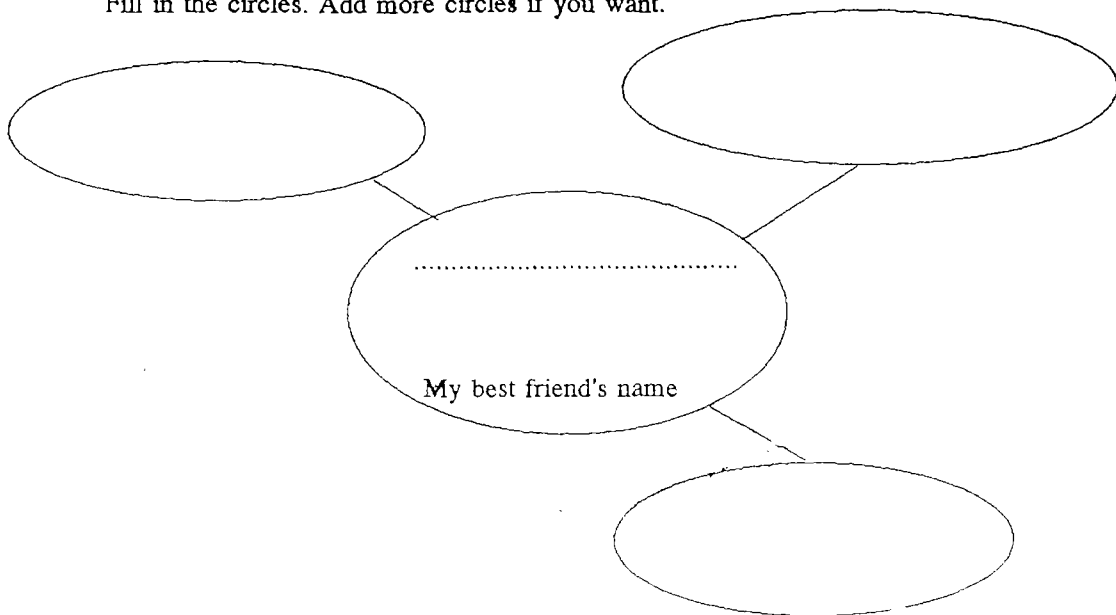 Fill in the circles. Add more circles if you want.
........................................
My best friend's name